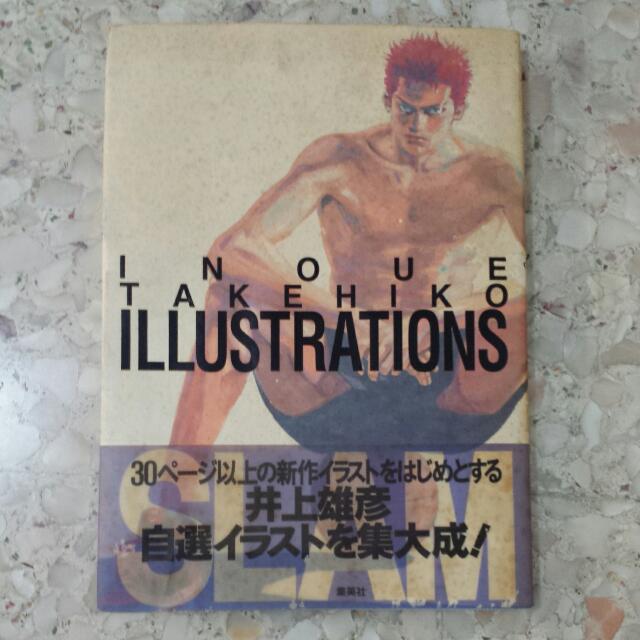 INOUE
TAKEHIKO
ILLUSTRATIONS
30ページ以上の新作イラストをはじめとする
井上雄彦
自選イラストを集大成!
SLAM
集英社